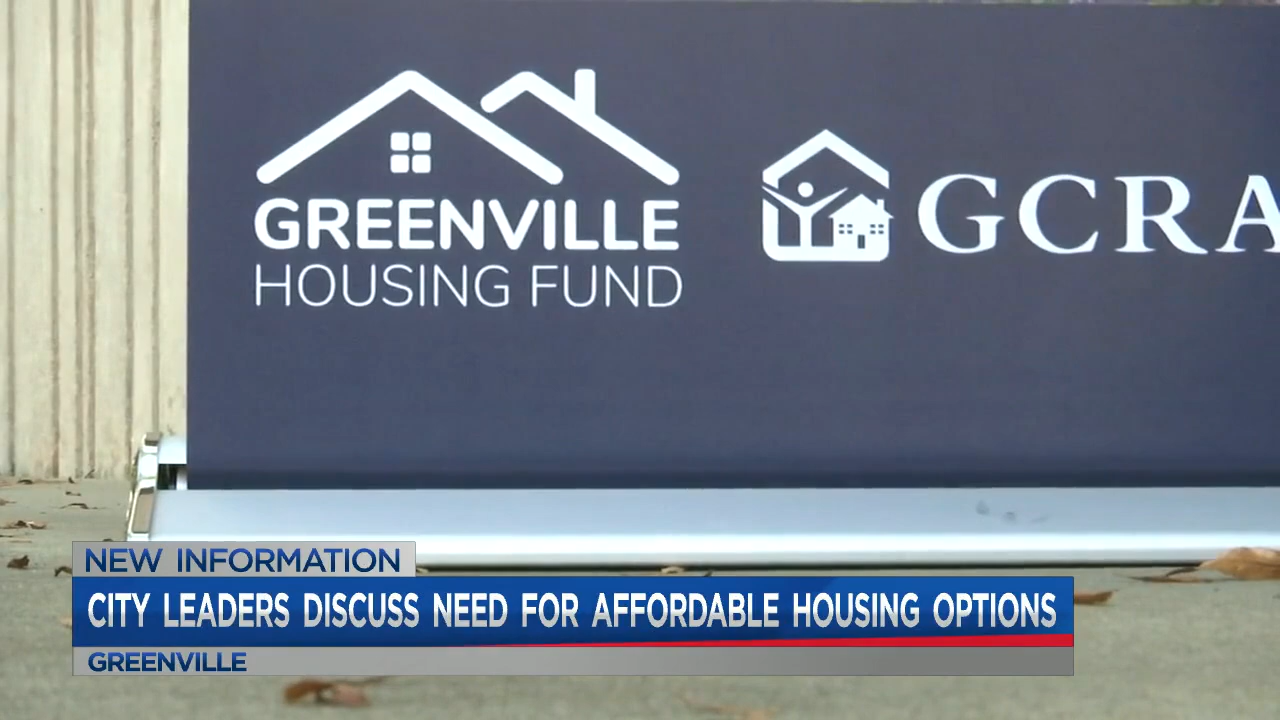 GREENVILLE
HOUSING FUND
GCRA
NEW INFORMATION
CITY LEADERS DISCUSS NEED FOR AFFORDABLE HOUSING OPTIONS
GREENVILLE